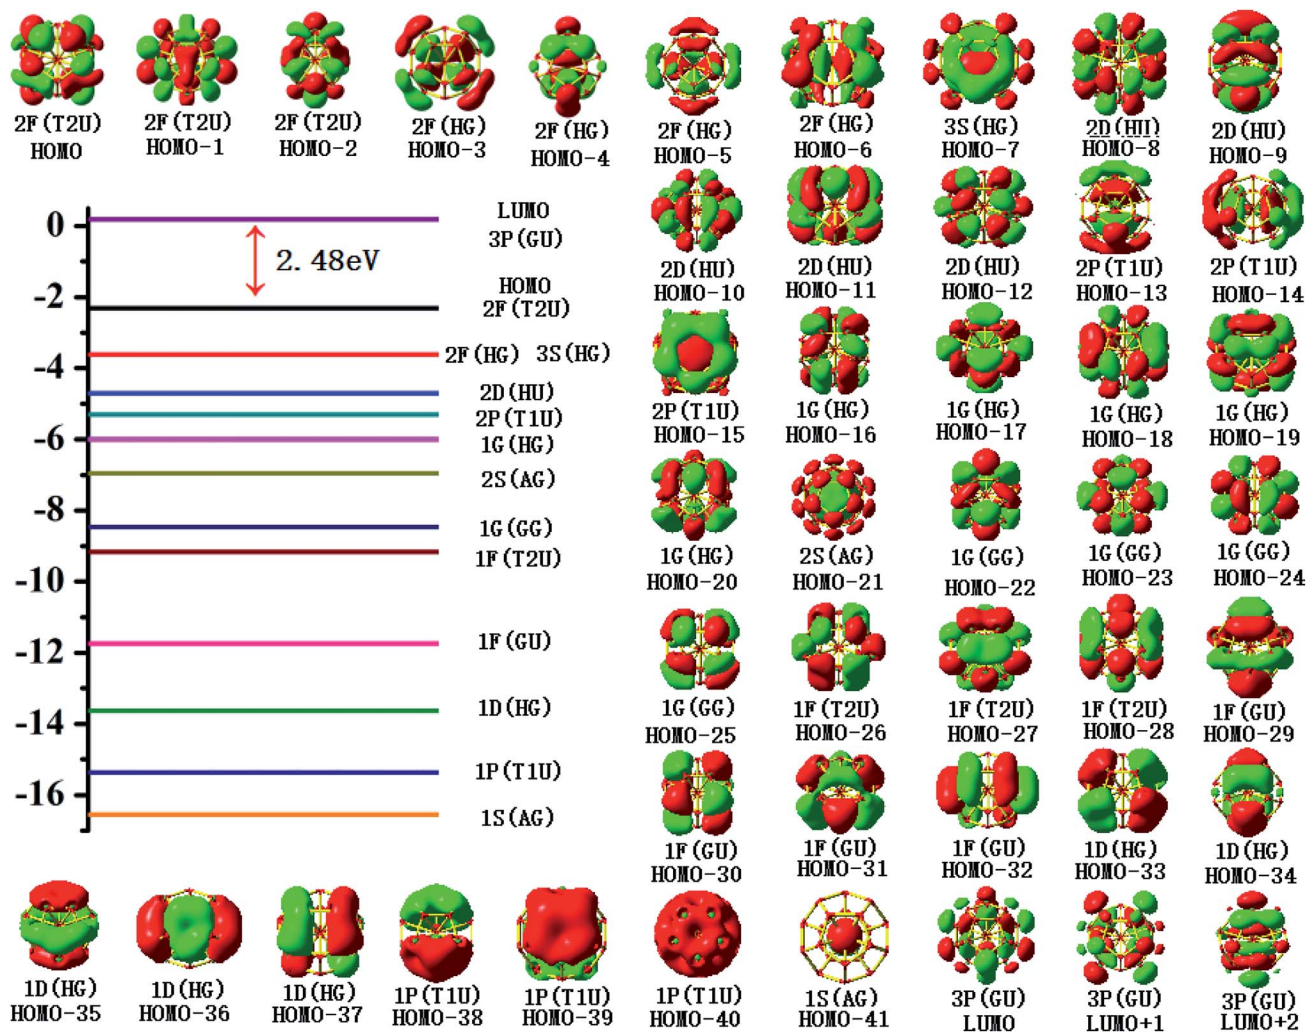 2F(T2U) 2F(T2U) 2F(T2U) 2F(HG) 2F(HG) 2F(HG) 2F(HG) 3S(HG) 2D(HU) 2D(HU)
HOMO HOMO-1 HOMO-2 HOMO-3 HOMO-4 HOMO-5 HOMO-6 HOMO-7 HOMO-8 HOMO-9
0
-2
-4
-6
-8
-10
-12
-14
-16
2.48eV
LUMO
3P(GU)
HOMO
2F(T2U)
2F(HG) 3S(HG)
2D(HU)
2P(T1U)
1G(HG)
2S(AG)
1G(GG)
1F(T2U)
1F(GU)
1D(HG)
1P(T1U)
1S(AG)
2D(HU) 2D(HU) 2D(HU) 2P(T1U) 2P(T1U)
HOMO-10 HOMO-11 HOMO-12 HOMO-13 HOMO-14
2P(T1U) 1G(HG) 1G(HG) 1G(HG) 1G(HG)
HOMO-15 HOMO-16 HOMO-17 HOMO-18 HOMO-19
1G(HG) 2S(AG) 1G(GG) 1G(GG) 1G(GG)
HOMO-20 HOMO-21 HOMO-22 HOMO-23 HOMO-24
1G(GG) 1F(T2U) 1F(T2U) 1F(T2U) 1F(GU)
HOMO-25 HOMO-26 HOMO-27 HOMO-28 HOMO-29
1F(GU) 1F(GU) 1F(GU) 1D(HG) 1D(HG)
HOMO-30 HOMO-31 HOMO-32 HOMO-33 HOMO-34
1D(HG) 1D(HG) 1D(HG) 1P(T1U) 1P(T1U) 1P(T1U) 1S(AG) 3P(GU) 3P(GU) 3P(GU)
HOMO-35 HOMO-36 HOMO-37 HOMO-38 HOMO-39 HOMO-40 HOMO-41 LUMO LUMO+1 LUMO+2